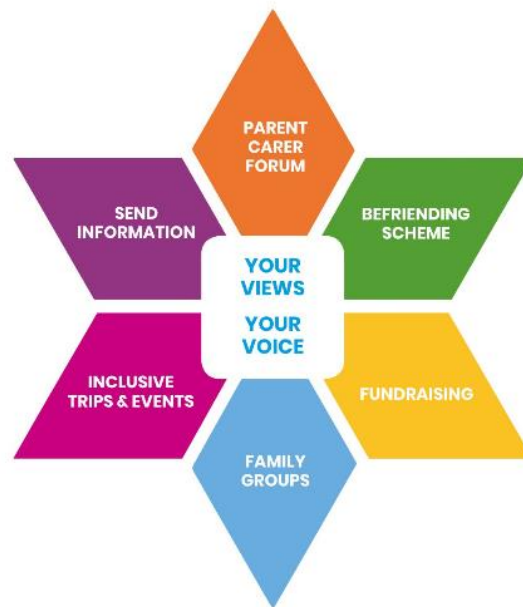 PARENT
CARER
FORUM
SEND
INFORMATION
BEFRIENDING
SCHEME
YOUR
VIEWS
YOUR
VOICE
INCLUSIVE
TRIPS & EVENTS
FUNDRAISING
FAMILY
GROUPS